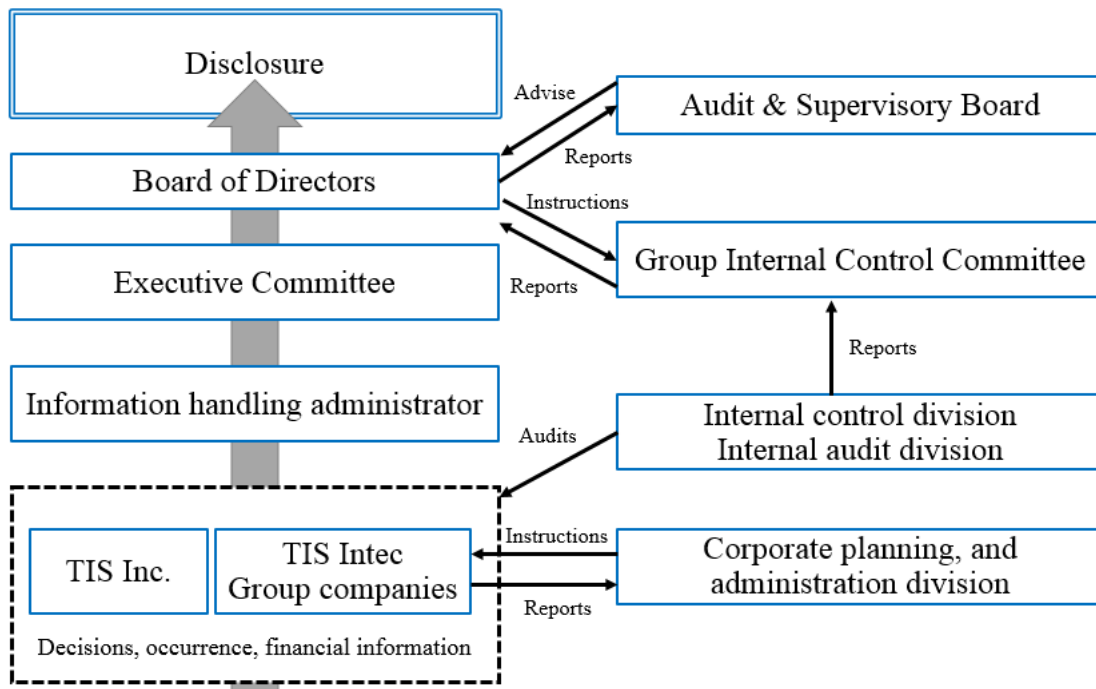 Disclosure
Advise
Audit & Supervisory Board
Board of Directors
Reports
Instructions
Executive Committee
Group Internal Control Committee
Reports
Reports
Information handling administrator
Internal control division
Internal audit division
Audits
TIS Inc.
TIS Intec
Group companies
Instructions
Corporate planning, and
administration division
Reports
Decisions, occurrence, financial information